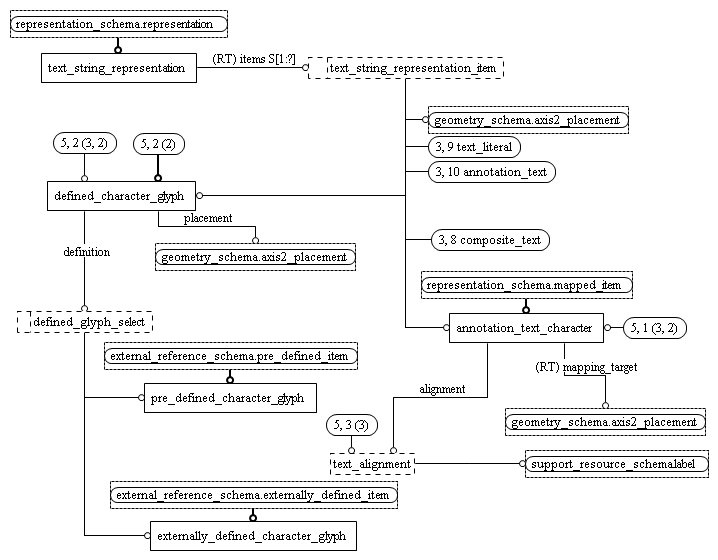 representation_schema.representation
text_string_representation
(RT) items S[1:?]
text_string_representation_item
geometry_schema.axis2_placement
5, 2 (3, 2)
5, 2 (2)
3, 9 text_literal
3, 10 annotation_text
defined_character_glyph
placement
3, 8 composite_text
definition
geometry_schema.axis2_placement
representation_schema.mapped_item
defined_glyph_select
annotation_text_character
5, 1 (3, 2)
external_reference_schema.pre_defined_item
(RT) mapping_target
alignment
pre_defined_character_glyph
geometry_schema.axis2_placement
5, 3 (3)
text_alignment
support_resource_schemalabel
external_reference_schema.externally_defined_item
externally_defined_character_glyph